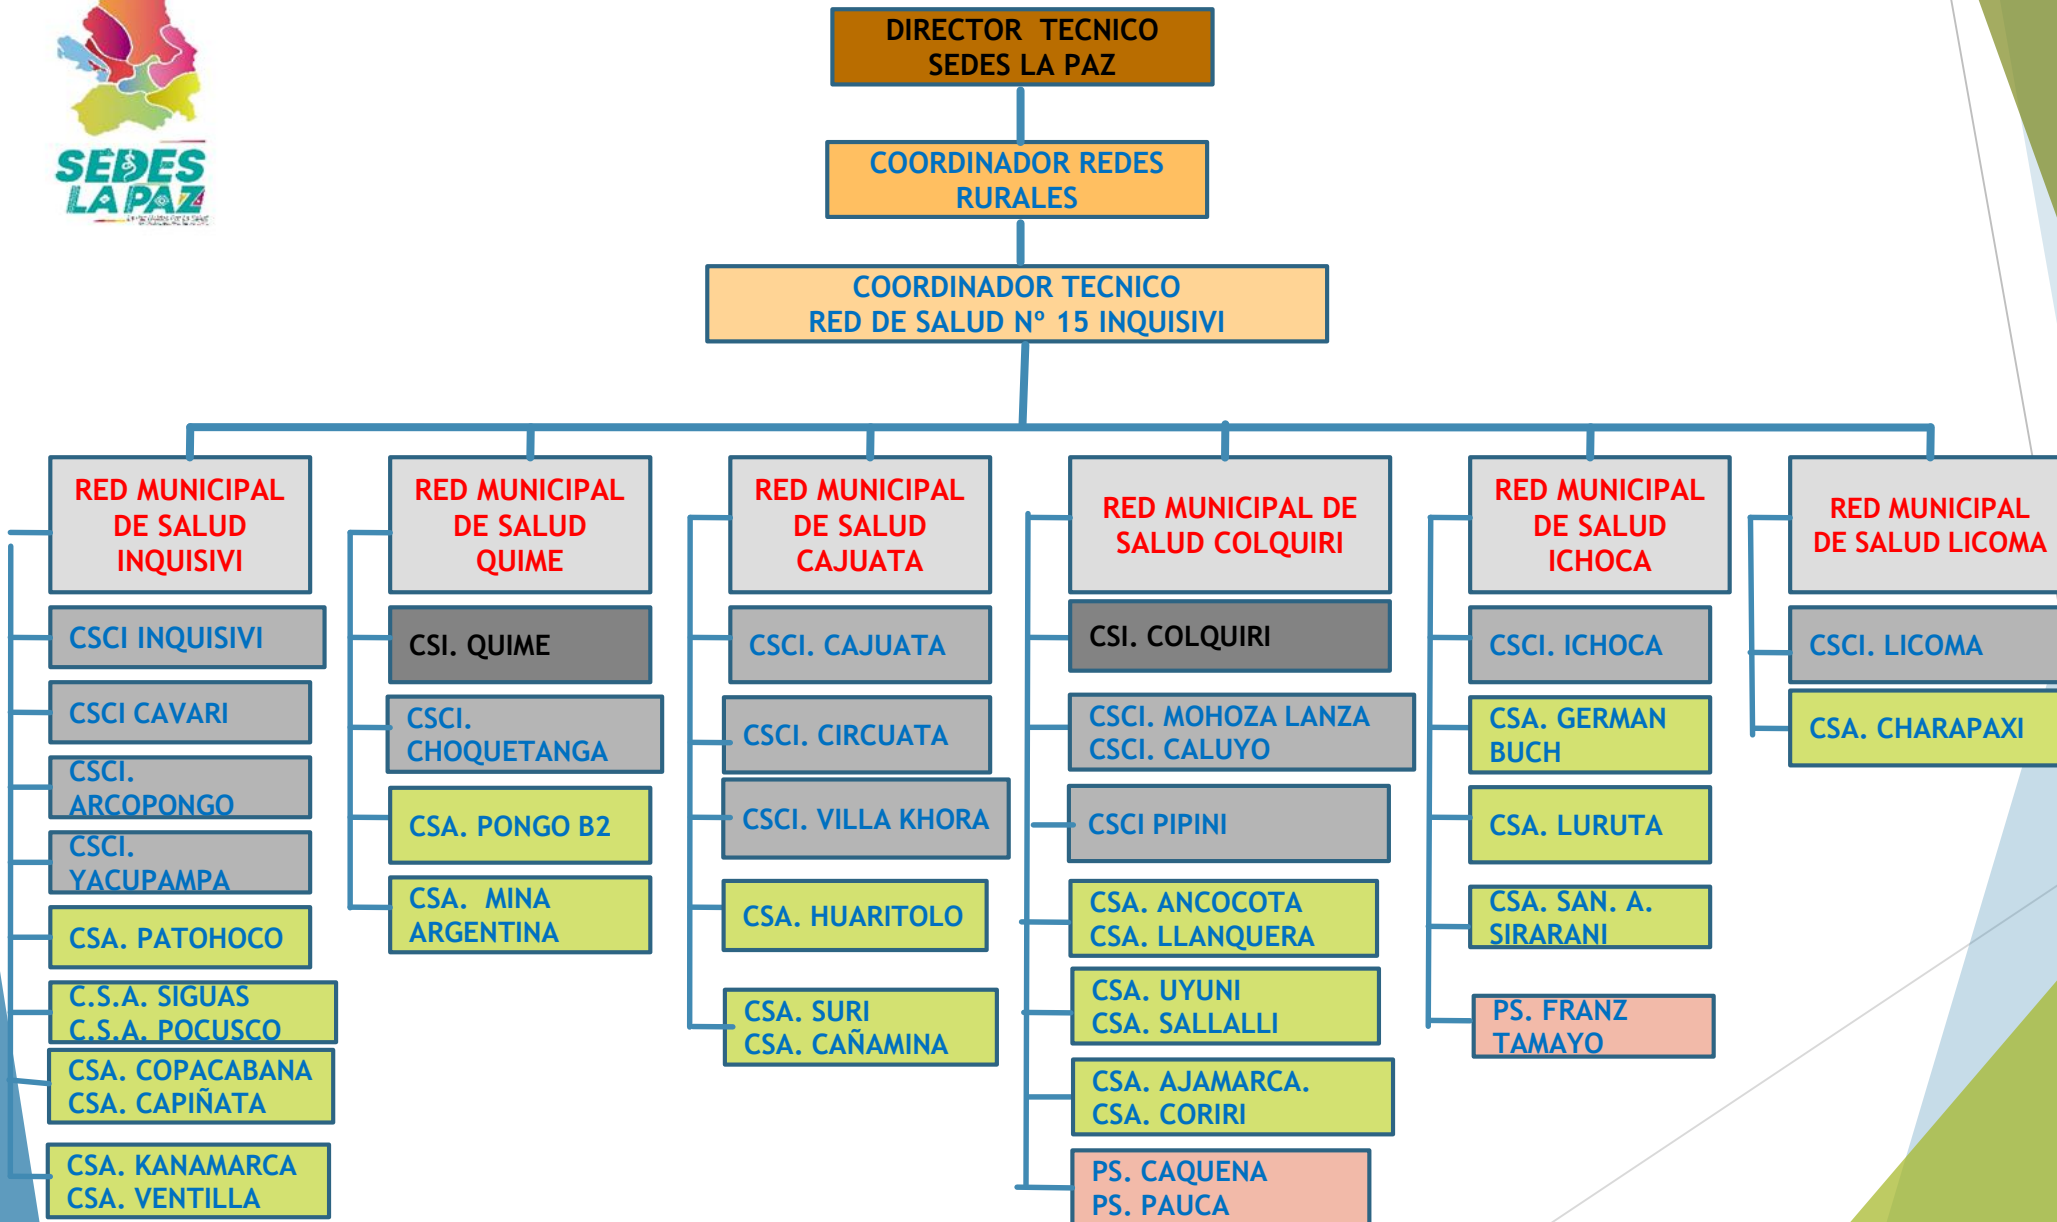 SEDES
LA PAZ
DIRECTOR TECNICO
SEDES LA PAZ
COORDINADOR REDES
RURALES
COORDINADOR TECNICO
RED DE SALUD Nº 15 INQUISIVI
RED MUNICIPAL
DE SALUD
INQUISIVI
CSCI INQUISIVI
CSCI CAVARI
CSCI.
ARCOPONGO
CSCI.
YACUPAMPA
CSA. PATOHOCO
C.S.A. SIGUAS
C.S.A. POCUSCO
CSA. COPACABANA
CSA. CAPIÑATA
CSA. KANAMARCA
CSA. VENTILLA
RED MUNICIPAL
DE SALUD
QUIME
CSI. QUIME
CSCI.
CHOQUETANGA
CSA. PONGO B2
CSA. MINA
ARGENTINA
RED MUNICIPAL
DE SALUD
CAJUATA
CSCI. CAJUATA
CSCI. CIRCUATA
CSCI. VILLA KHORA
CSA. HUARITOLO
CSA. SURI
CSA. CAÑAMINA
RED MUNICIPAL DE
SALUD COLQUIRI
CSI. COLQUIRI
CSCI. MOHOZA LANZA
CSCI. CALUYO
CSCI PIPINI
CSA. ANCOCOTA
CSA. LLANQUERA
CSA. UYUNI
CSA. SALLALLI
CSA. AJAMARCA.
CSA. CORIRI
PS. CAQUENA
PS. PAUCA
RED MUNICIPAL
DE SALUD
ICHOCA
CSCI. ICHOCA
CSA. GERMAN
BUCH
CSA. LURUTA
CSA. SAN. A.
SIRARANI
PS. FRANZ
TAMAYO
RED MUNICIPAL
DE SALUD LICOMA
CSCI. LICOMA
CSA. CHARAPAXI